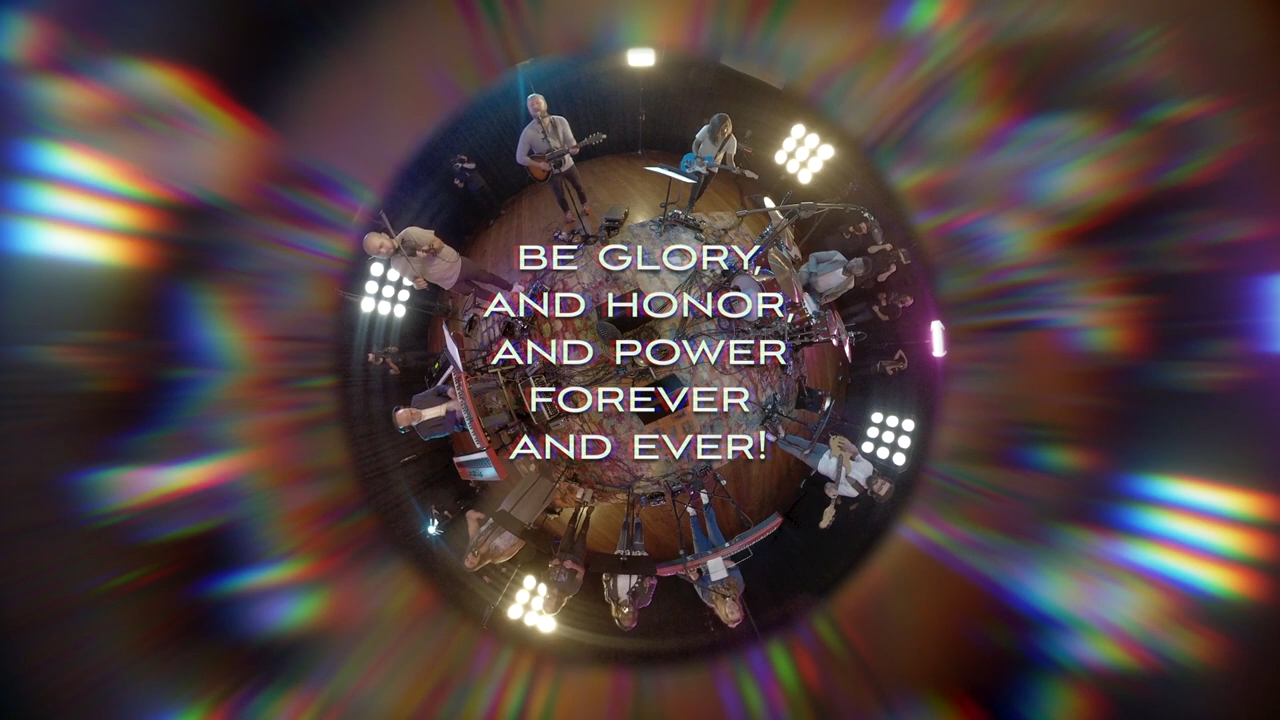 BE GLORY,
AND HONOR,
AND POWER
FOREVER
AND EVER!